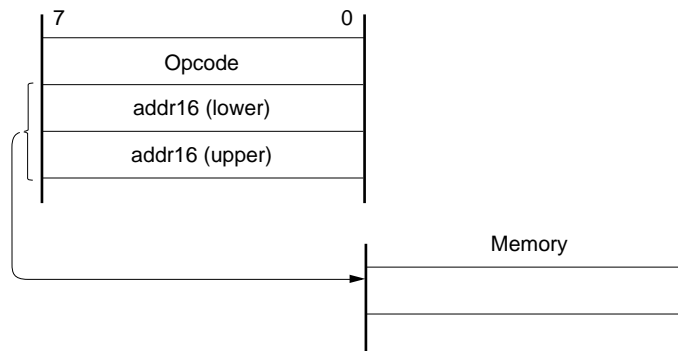 7 0
Opcode
addr16 (lower)
addr16 (upper)
Memory